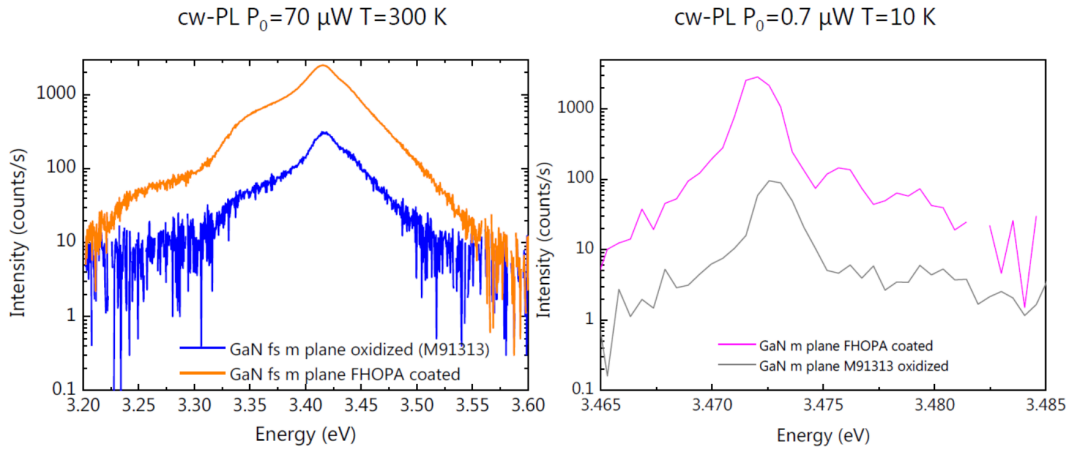 cw-PL P₀=70 µW T=300 K
Intensity (counts/s)
1000
100
10
1
0.1
GaN fs m plane oxidized (M91313)
GaN fs m plane FHOPA coated
3.20 3.25 3.30 3.35 3.40 3.45 3.50 3.55 3.60
Energy (eV)
cw-PL P₀=0.7 µW T=10 K
Intensity (counts/s)
1000
100
10
1
0.1
GaN m plane FHOPA coated
GaN m plane M91313 oxidized
3.465 3.470 3.475 3.480 3.485
Energy (eV)